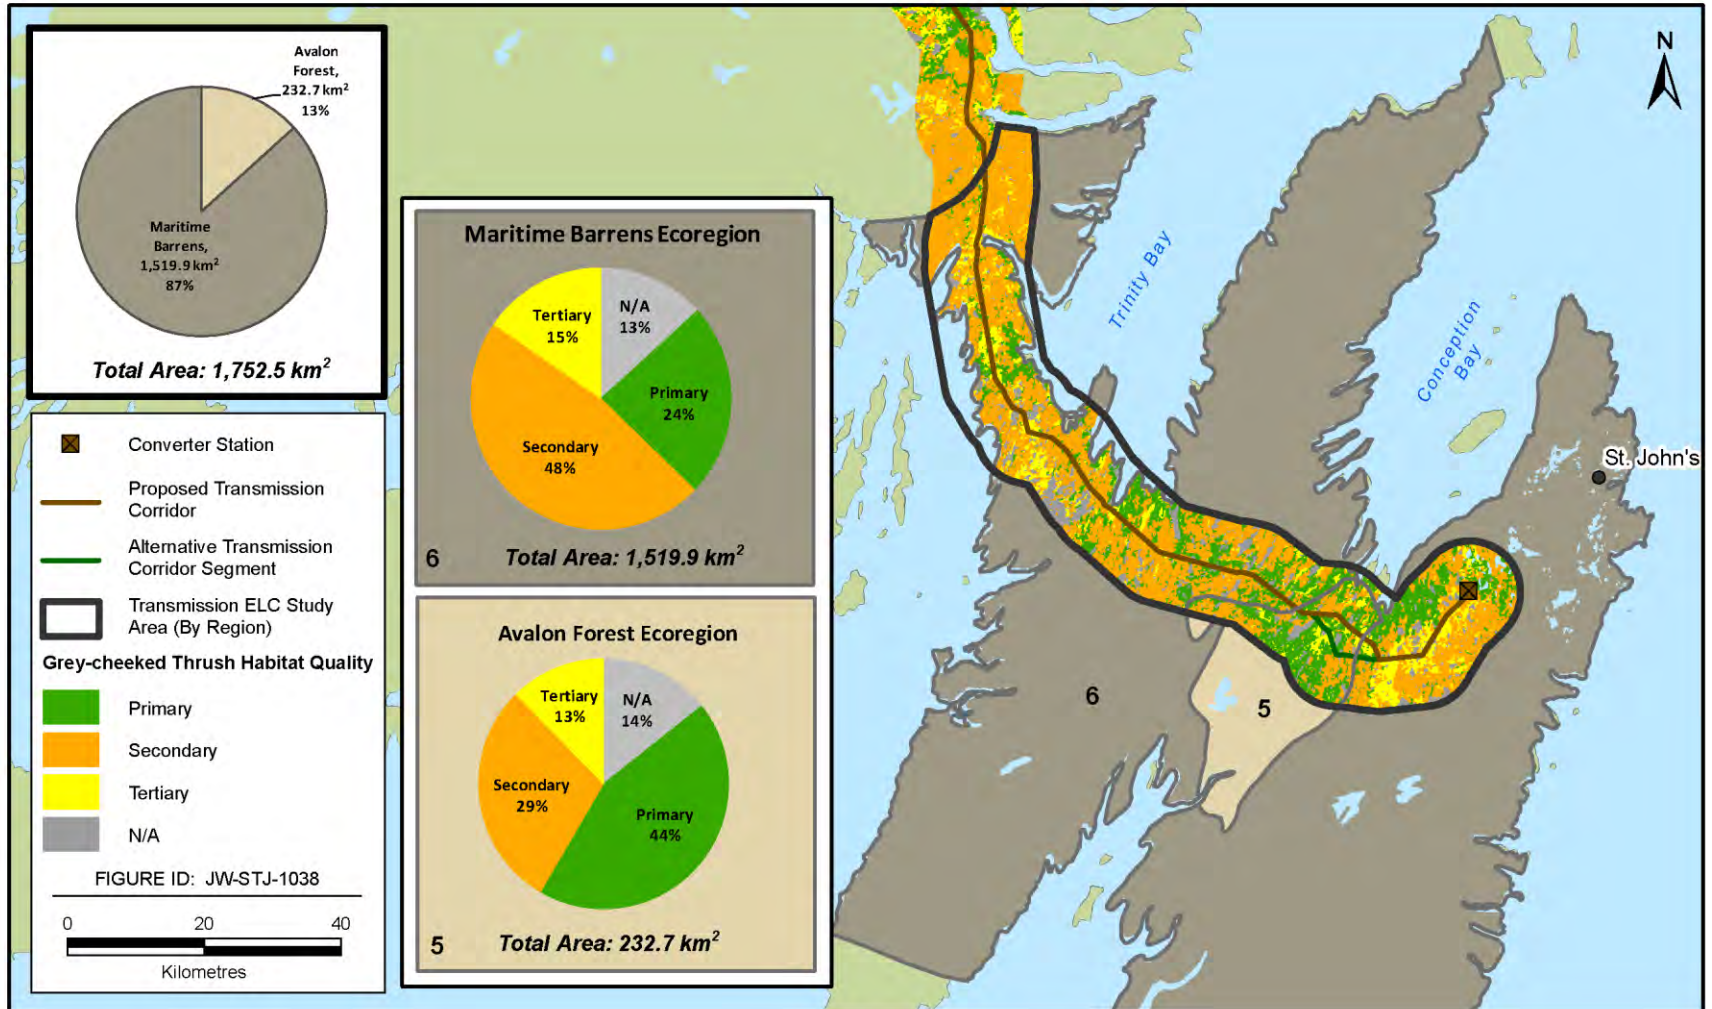 Avalon
Forest,
232.7 km²
13%
Maritime
Barrens,
1,519.9 km²
87%
Total Area: 1,752.5 km²
Converter Station
Proposed Transmission
Corridor
Alternative Transmission
Corridor Segment
Transmission ELC Study
Area (By Region)
Grey-cheeked Thrush Habitat Quality
Primary
Secondary
Tertiary
N/A
FIGURE ID: JW-STJ-1038
0 20 40
Kilometres
Maritime Barrens Ecoregion
Tertiary
15%
N/A
13%
Primary
24%
Secondary
48%
6 Total Area: 1,519.9 km²
Avalon Forest Ecoregion
Tertiary
13%
N/A
14%
Secondary
29%
Primary
44%
5 Total Area: 232.7 km²
N
Trinity Bay
Conception
Bay
St. John's
6
5